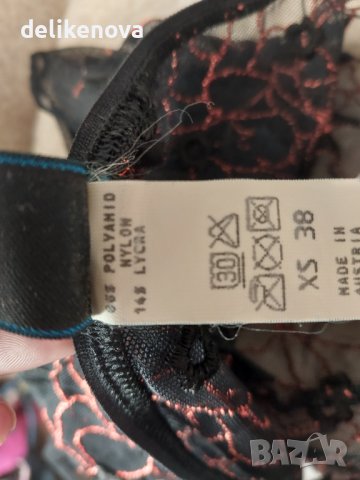 delikenova
POLYAMID
NYLON
14% LYCRA
30
XS 38
MADE IN
AUSTRIA
BAZAR